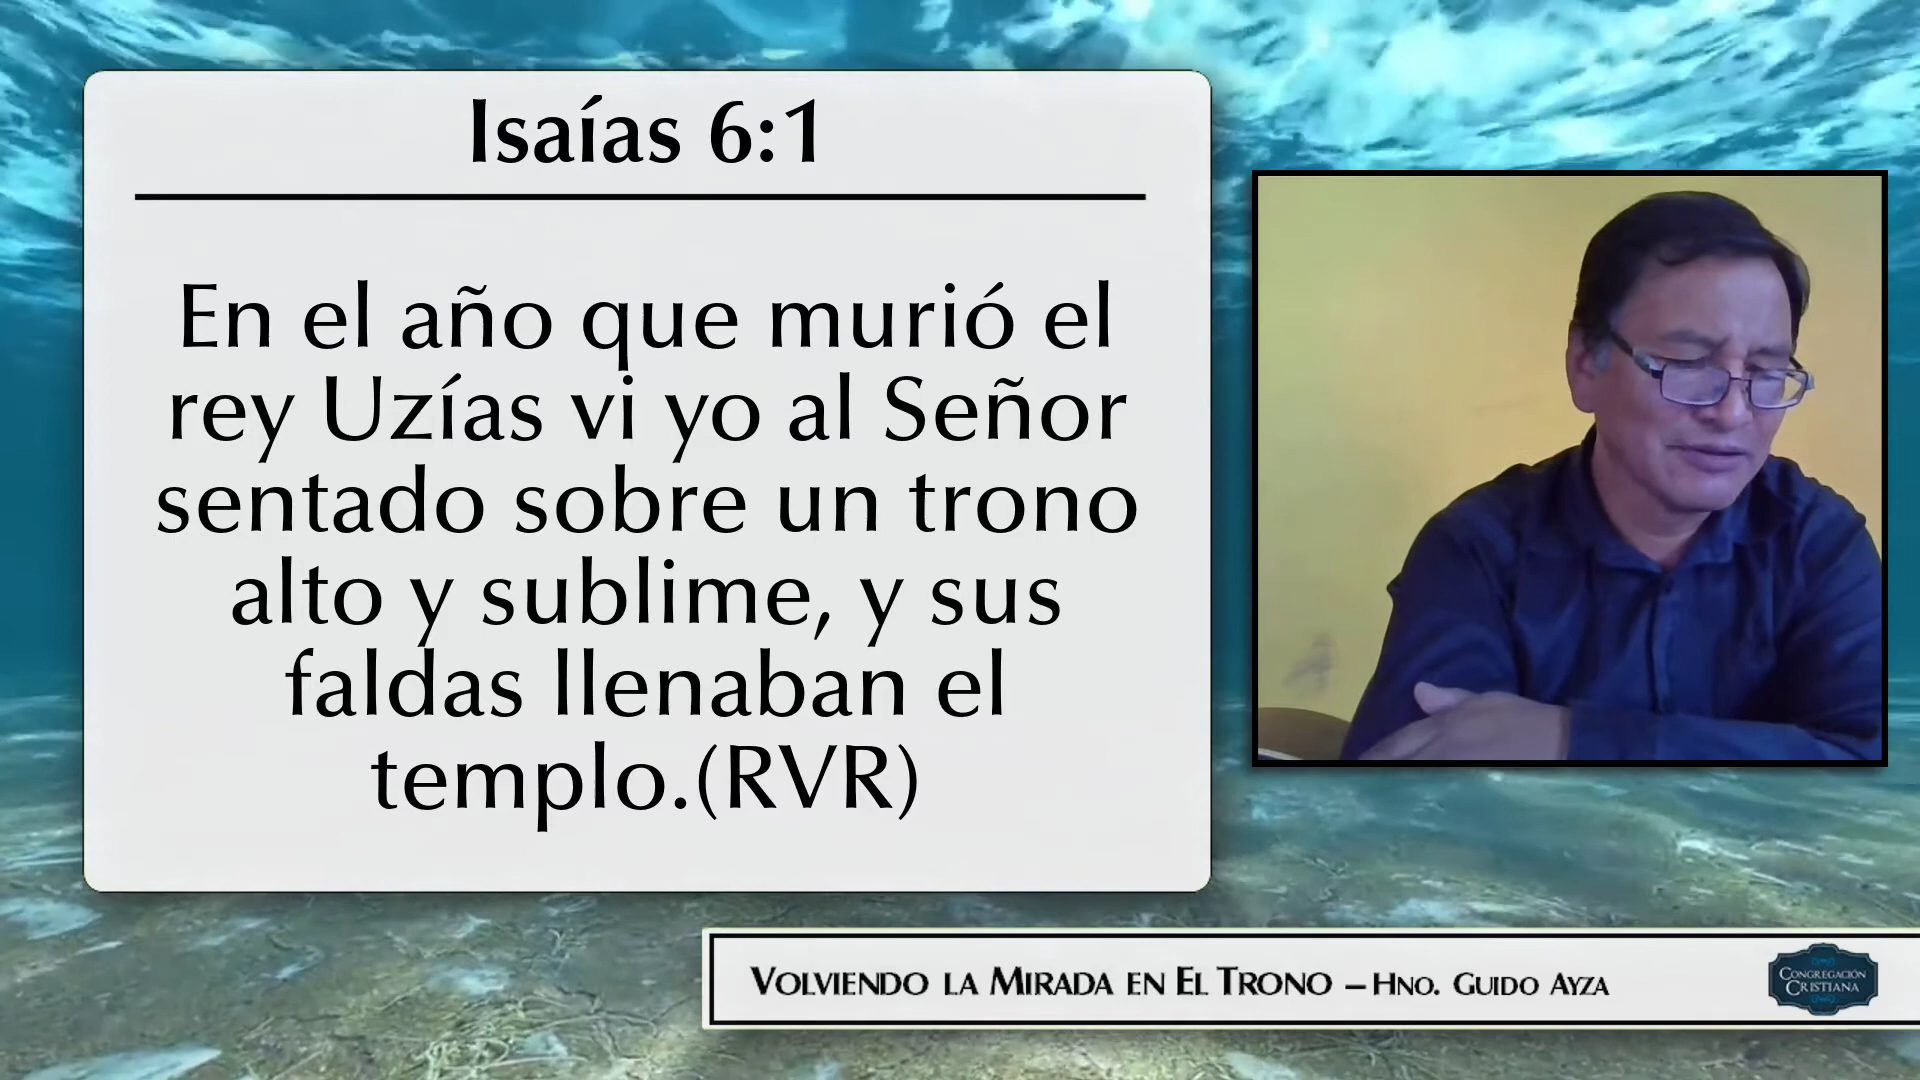 Isaías 6:1
En el año que murió el
rey Uzías vi yo al Señor
sentado sobre un trono
alto y sublime, y sus
faldas llenaban el
templo.(RVR)
Volviendo la Mirada en El Trono – Hno. Guido Ayza
Congregación
Cristiana